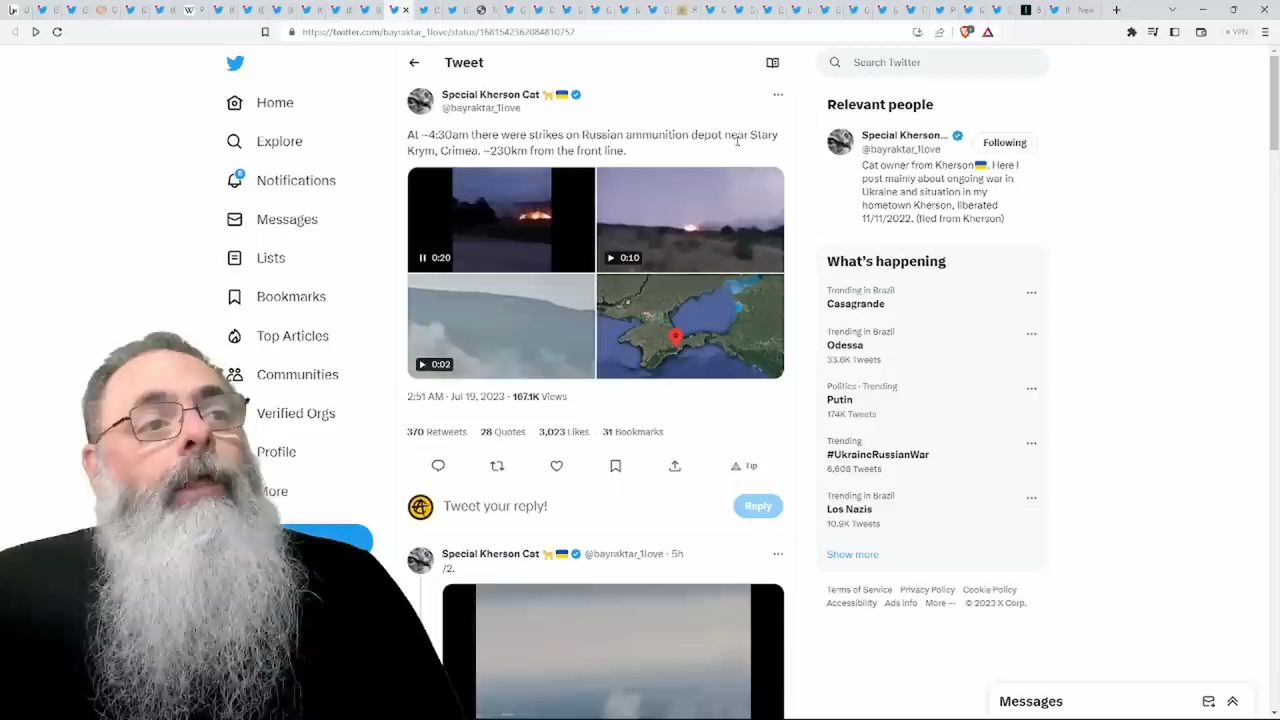 New
https://twitter.com/bayraktar_1love/status/1681542362084810752
VPN
Home
Explore
6
Notifications
Messages
Lists
Bookmarks
Top Articles
Communities
Verified Orgs
Profile
More
Tweet
Special Kherson Cat
@bayraktar_1love
At ~4:30am there were strikes on Russian ammunition depot near Stary
Krym, Crimea. ~230km from the front line.
0:20
0:10
0:02
2:51 AM · Jul 19, 2023 · 167.1K Views
370 Retweets 28 Quotes 3,023 Likes 31 Bookmarks
Tip
Tweet your reply!
Reply
Special Kherson Cat @bayraktar_1love · 5h
/2.
Search Twitter
Relevant people
Special Kherson...
@bayraktar_1love
Following
Cat owner from Kherson. Here I
post mainly about ongoing war in
Ukraine and situation in my
hometown Kherson, liberated
11/11/2022. (fled from Kherson)
What's happening
Trending in Brazil
Casagrande
Trending in Brazil
Odessa
33.6K Tweets
Politics · Trending
Putin
174K Tweets
Trending
#UkraineRussianWar
6,608 Tweets
Trending in Brazil
Los Nazis
10.9K Tweets
Show more
Terms of Service Privacy Policy Cookie Policy
Accessibility Ads info More ··· © 2023 X Corp.
Messages